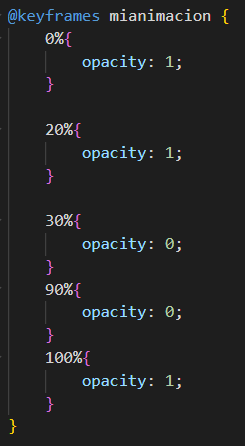 @keyframes mianimacion {
0%{
opacity: 1;
}
20%{
opacity: 1;
}
30%{
opacity: 0;
}
90%{
opacity: 0;
}
100%{
opacity: 1;
}
}